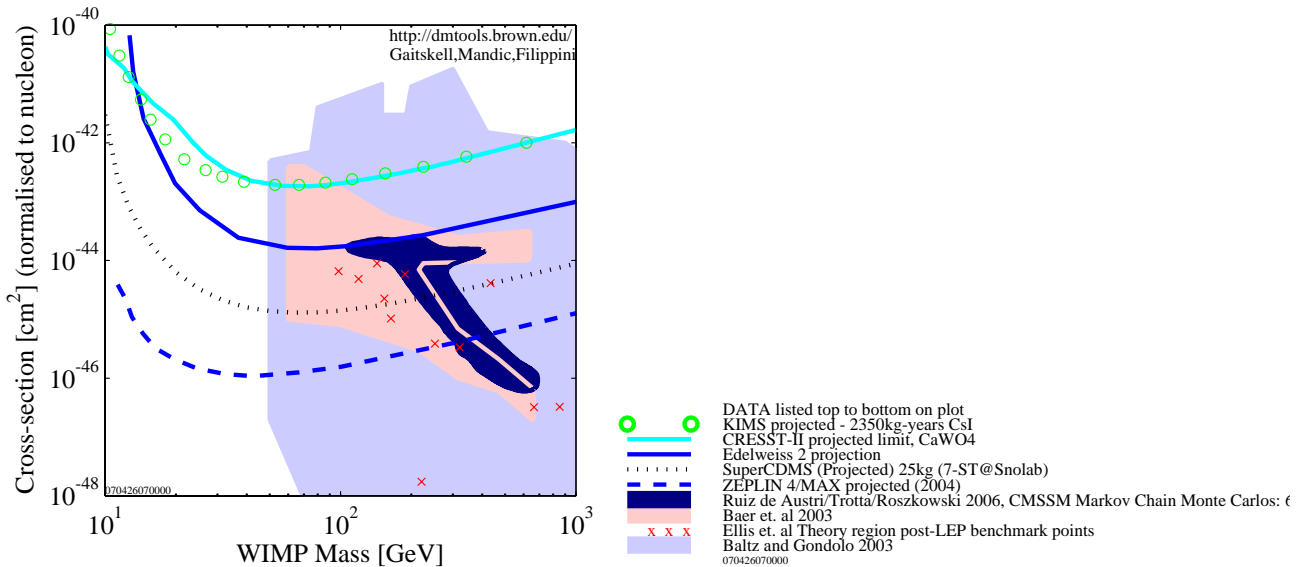 http://dmtools.brown.edu/
Gaitskell,Mandic,Filippini
10^-40
10^-42
10^-44
10^-46
10^-48
Cross-section [cm^2] (normalised to nucleon)
070426070000
10^1
10^2
10^3
WIMP Mass [GeV]
DATA listed top to bottom on plot
KIMS projected - 2350kg-years CsI
CRESST-II projected limit, CaWO4
Edelweiss 2 projection
SuperCDMS (Projected) 25kg (7-ST@Snolab)
ZEPLIN 4/MAX projected (2004)
Ruiz de Austri/Trotta/Roszkowski 2006, CMSSM Markov Chain Monte Carlos: 6
Baer et. al 2003
x x x Ellis et. al Theory region post-LEP benchmark points
Baltz and Gondolo 2003
070426070000